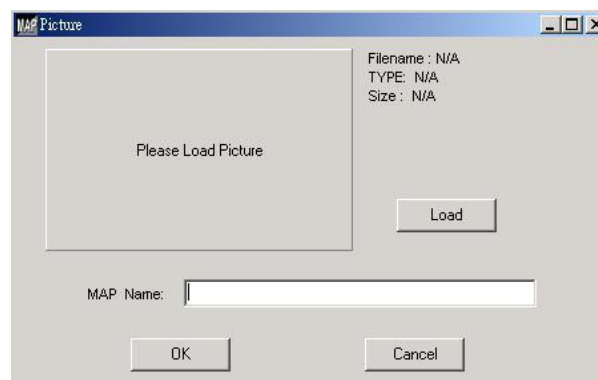 MAP Picture
Filename : N/A
TYPE: N/A
Size : N/A
Please Load Picture
Load
MAP Name:
OK
Cancel